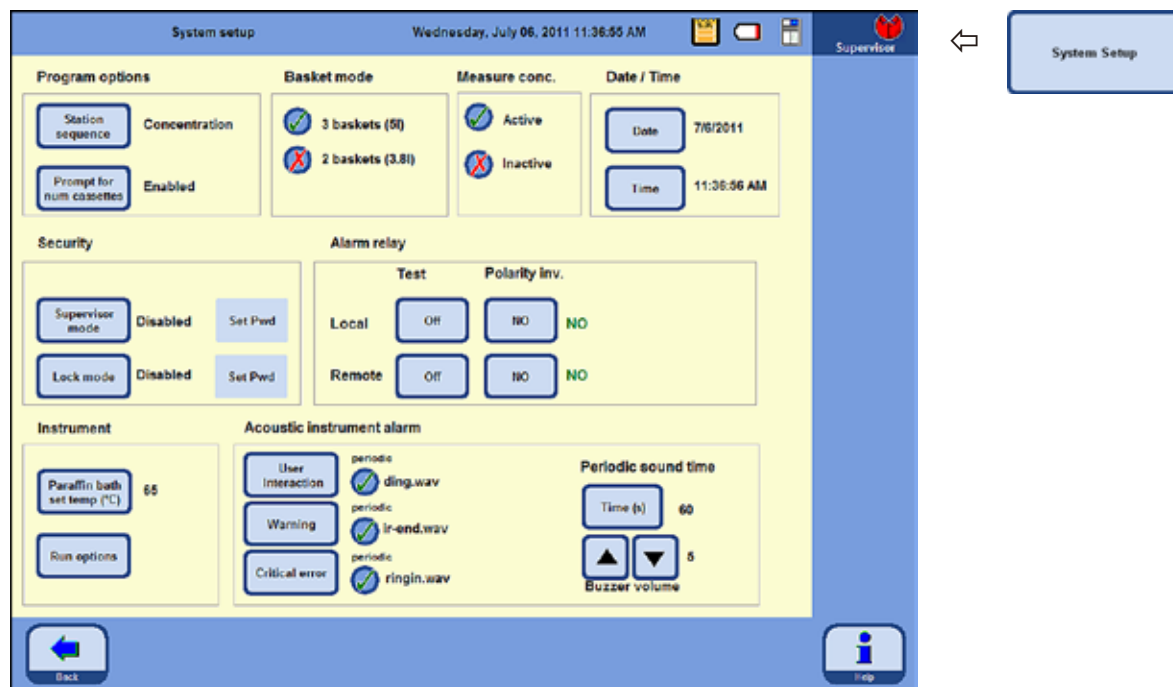 System setup
Wednesday, July 06, 2011 11:36:55 AM
Supervisor
⇦
System Setup
Program options
Basket mode
Measure conc.
Date / Time
Station
sequence
Concentration
Prompt for
num cassettes
Enabled
3 baskets (5l)
2 baskets (3.8l)
Active
Inactive
Date
7/6/2011
Time
11:36:56 AM
Security
Alarm relay
Supervisor
mode
Disabled
Set Pwd
Lock mode
Disabled
Set Pwd
Test
Polarity inv.
Local
Off
NO
NO
Remote
Off
NO
NO
Instrument
Acoustic instrument alarm
Paraffin bath
set temp (°C)
65
Run options
User
Interaction
periodic
ding.wav
Warning
periodic
lr-end.wav
Critical error
periodic
ringin.wav
Periodic sound time
Time (s)
60
5
Buzzer volume
Back
Help